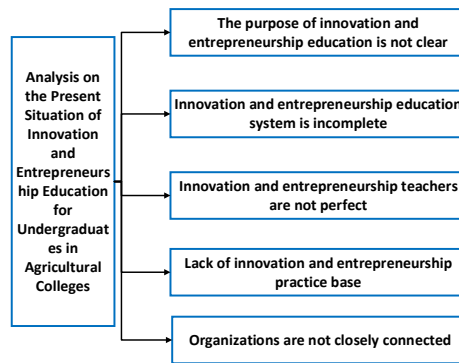 Analysis on
the Present
Situation of
Innovation
and
Entrepreneurs
hip Education
for
Undergraduat
es in
Agricultural
Colleges
The purpose of innovation and
entrepreneurship education is not clear
Innovation and entrepreneurship education
system is incomplete
Innovation and entrepreneurship teachers
are not perfect
Lack of innovation and entrepreneurship
practice base
Organizations are not closely connected